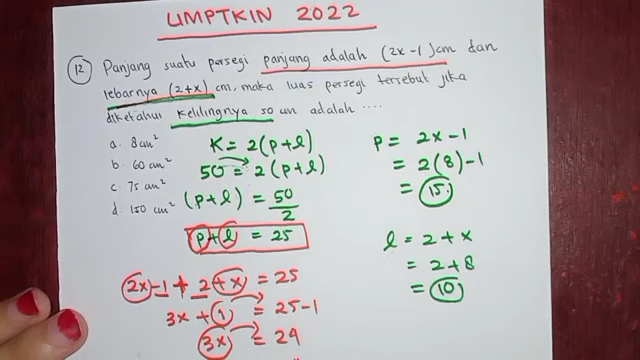 UMPTKIN 2022
12. Panjang suatu persegi panjang adalah (2x-1)cm dan
lebarnya (2+x) cm, maka luas persegi tersebut jika
diketahui kelilingnya 50 cm adalah ....
a. 8 cm²
b. 60 cm²
c. 75 cm²
d. 150 cm²
K = 2(p+l)
50 = 2(p+l)
(p+l) = 50/2
p+l = 25
2x-1 + 2+x = 25
3x + 1 = 25-1
3x = 24
p = 2x-1
= 2(8)-1
= 15
l = 2+x
= 2+8
= 10